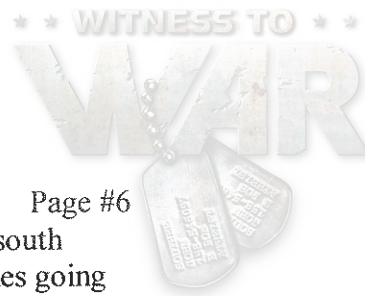 ★ ★ WITNESS TO ★ ★
WAR
Page #6
south
es going